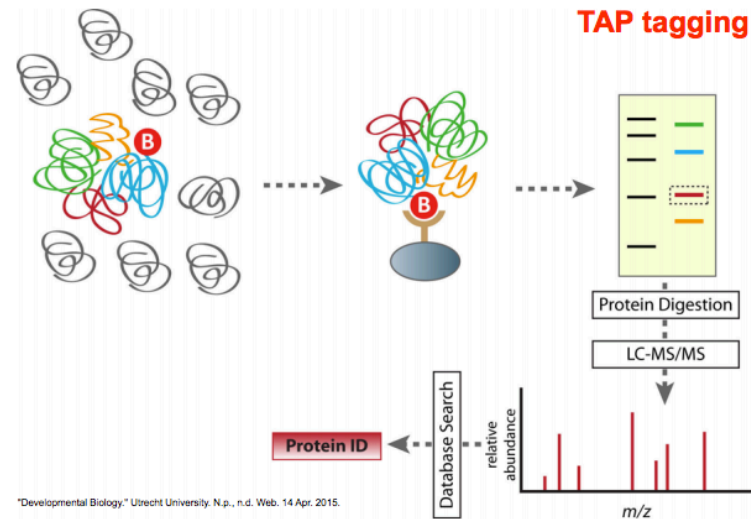 TAP tagging
B
B
Protein Digestion
LC-MS/MS
Database Search
Protein ID
relative
abundance
m/z
"Developmental Biology." Utrecht University. N.p., n.d. Web. 14 Apr. 2015.